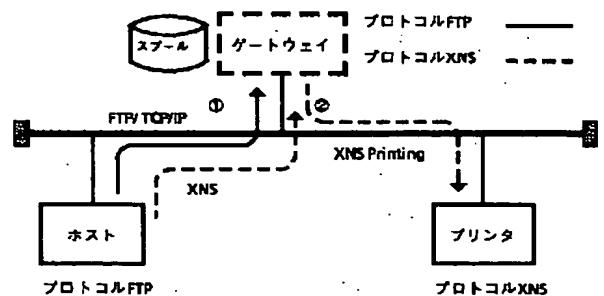 プロトコルFTP
スプール
ゲートウェイ
プロトコルXNS
①
②
FTP/TCP/IP
XNS Printing
XNS
ホスト
プリンタ
プロトコルFTP
プロトコルXNS